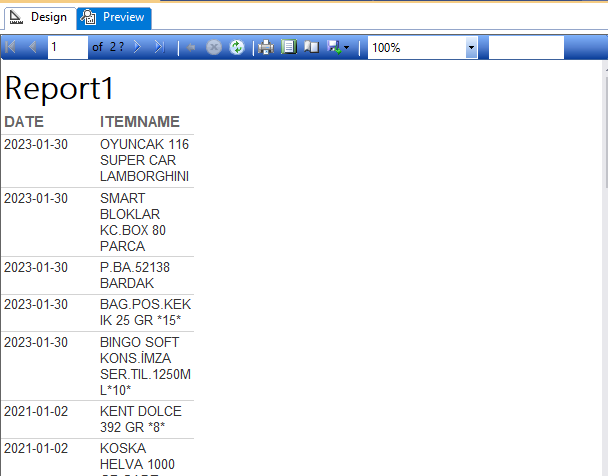 Design Preview
1 of 2 ? 100%
Report1
DATE ITEMNAME
2023-01-30 OYUNCAK 116
SUPER CAR
LAMBORGHINI
2023-01-30 SMART
BLOKLAR
KC.BOX 80
PARCA
2023-01-30 P.BA.52138
BARDAK
2023-01-30 BAG.POS.KEK
IK 25 GR *15*
2023-01-30 BINGO SOFT
KONS.İMZA
SER.TIL.1250M
L*10*
2021-01-02 KENT DOLCE
392 GR *8*
2021-01-02 KOSKA
HELVA 1000